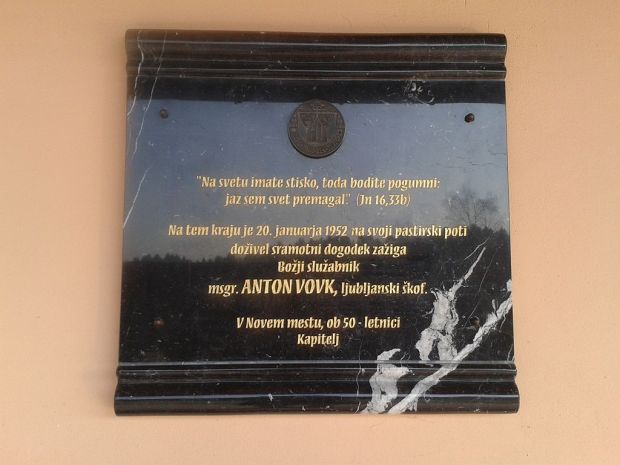 "Na svetu imate stisko, toda bodite pogumni:
jaz sem svet premagal." (Jn 16,33b)
Na tem kraju je 20. januarja 1952 na svoji pastirski poti
doživel sramotni dogodek zažiga
Božji služabnik
msgr. ANTON VOVK, ljubljanski škof.
V Novem mestu, ob 50 - letnici
Kapitelj